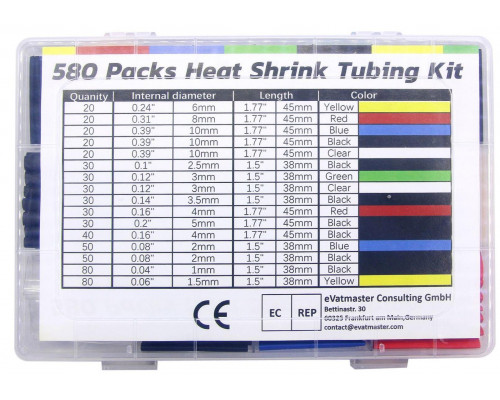 580 Packs Heat Shrink Tubing Kit
Quanity Internal diameter Length Color
20 0.24" 6mm 1.77" 45mm Yellow
20 0.31" 8mm 1.77" 45mm Red
20 0.39" 10mm 1.77" 45mm Blue
20 0.39" 10mm 1.77" 45mm Black
20 0.39" 10mm 1.77" 45mm Clear
30 0.1" 2.5mm 1.5" 38mm Black
30 0.12" 3mm 1.5" 38mm Green
30 0.12" 3mm 1.5" 38mm Clear
30 0.14" 3.5mm 1.5" 38mm Black
30 0.16" 4mm 1.77" 45mm Red
30 0.2" 5mm 1.77" 45mm Black
40 0.16" 4mm 1.77" 45mm Black
50 0.08" 2mm 1.5" 38mm Blue
50 0.08" 2mm 1.5" 38mm Black
80 0.04" 1mm 1.5" 38mm Black
80 0.06" 1.5mm 1.5" 38mm Yellow
CE
EC REP
eVatmaster Consulting GmbH
Bettinastr. 30
60325 Frankfurt am Main,Germany
contact@evatmaster.com